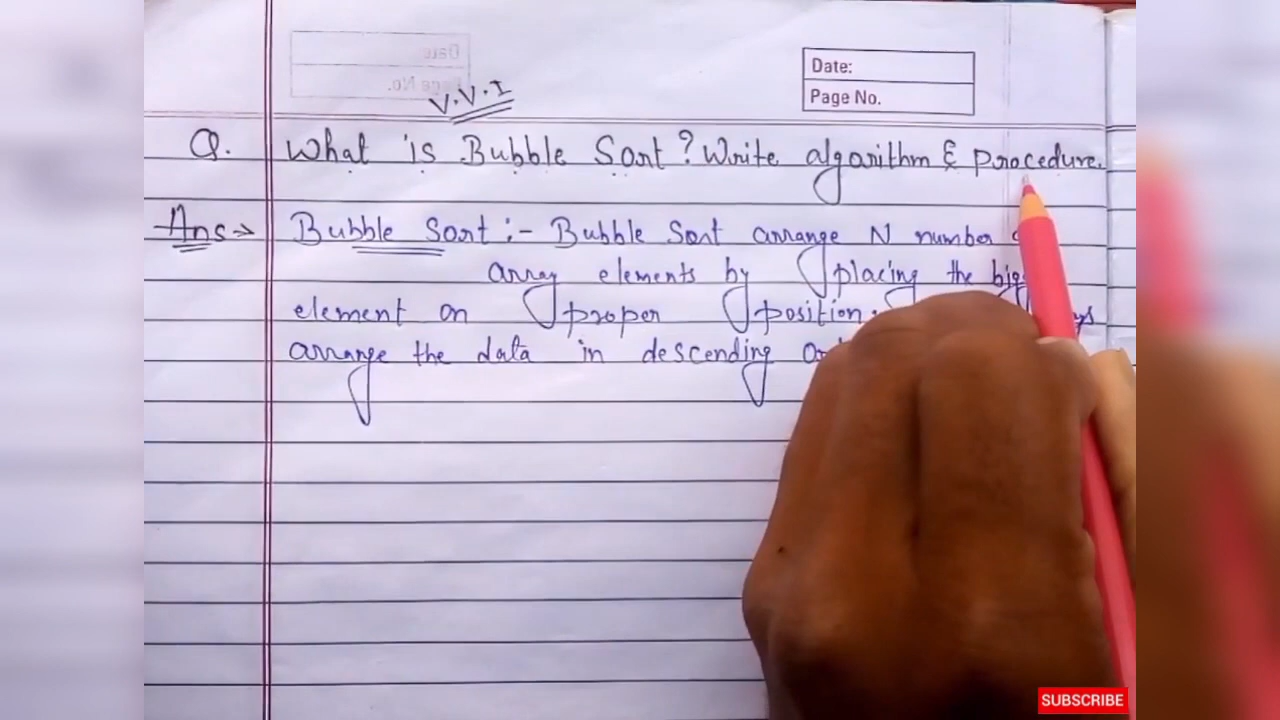 Date:
Page No.
V.V.I
Q. What is Bubble Sort? Write algorithm & procedure.
Ans→ Bubble Sort :- Bubble Sort arrange N number
array elements by placing the
element on proper position.
arrange the data in descending
SUBSCRIBE